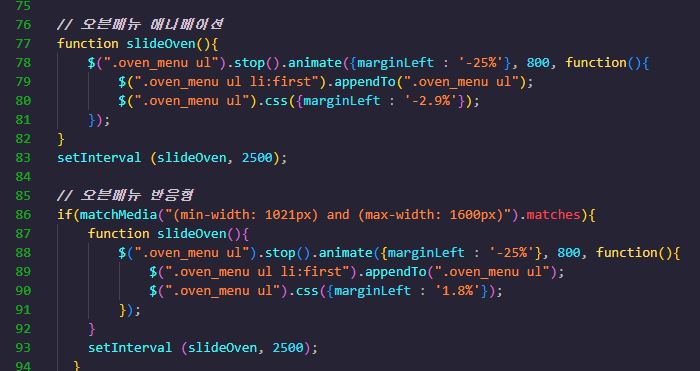 75
76 // 오븐메뉴 애니메이션
77 function slideOven(){
78 $(".oven_menu ul").stop().animate({marginLeft : '-25%'}, 800, function(){
79 $(".oven_menu ul li:first").appendTo(".oven_menu ul");
80 $(".oven_menu ul").css({marginLeft : '-2.9%'});
81 });
82 }
83 setInterval (slideOven, 2500);
84
85 // 오븐메뉴 반응형
86 if(matchMedia("(min-width: 1021px) and (max-width: 1600px)").matches){
87 function slideOven(){
88 $(".oven_menu ul").stop().animate({marginLeft : '-25%'}, 800, function(){
89 $(".oven_menu ul li:first").appendTo(".oven_menu ul");
90 $(".oven_menu ul").css({marginLeft : '1.8%'});
91 });
92 }
93 setInterval (slideOven, 2500);
94 }